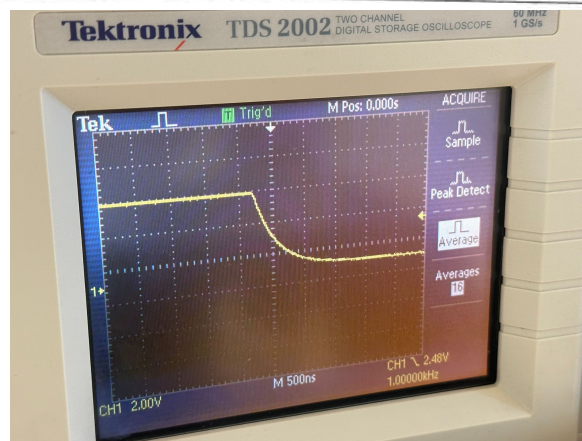 Tektronix TDS 2002 TWO CHANNEL DIGITAL STORAGE OSCILLOSCOPE
60 MHz
1 GS/s
Tek Trig'd M Pos: 0.000s ACQUIRE
Sample
Peak Detect
Average
Averages
16
1
CH1 2.48V
CH1 2.00V M 500ns 1.00000kHz